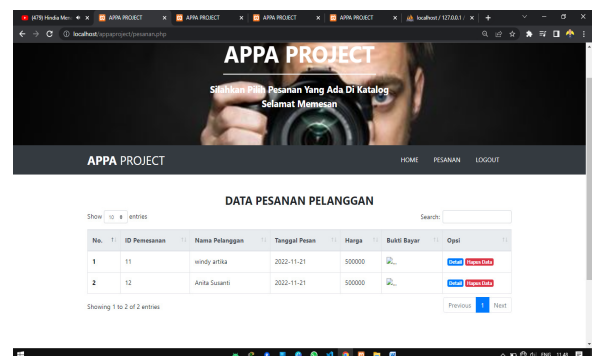 (479) Hindia Men
APPA PROJECT
APPA PROJECT
APPA PROJECT
APPA PROJECT
localhost / 127.0.0.1 /
localhost/appaproject/pesanan.php
APPA PROJECT
Silahkan Pilih Pesanan Yang Ada Di Katalog
Selamat Memesan
APPA PROJECT HOME PESANAN LOGOUT
DATA PESANAN PELANGGAN
Show 10 entries Search:
No. ID Pemesanan Nama Pelanggan Tanggal Pesan Harga Bukti Bayar Opsi
1 11 windy artika 2022-11-21 500000 Detail Hapus Data
2 12 Anita Susanti 2022-11-21 500000 Detail Hapus Data
Showing 1 to 2 of 2 entries Previous 1 Next
ENG 11.41